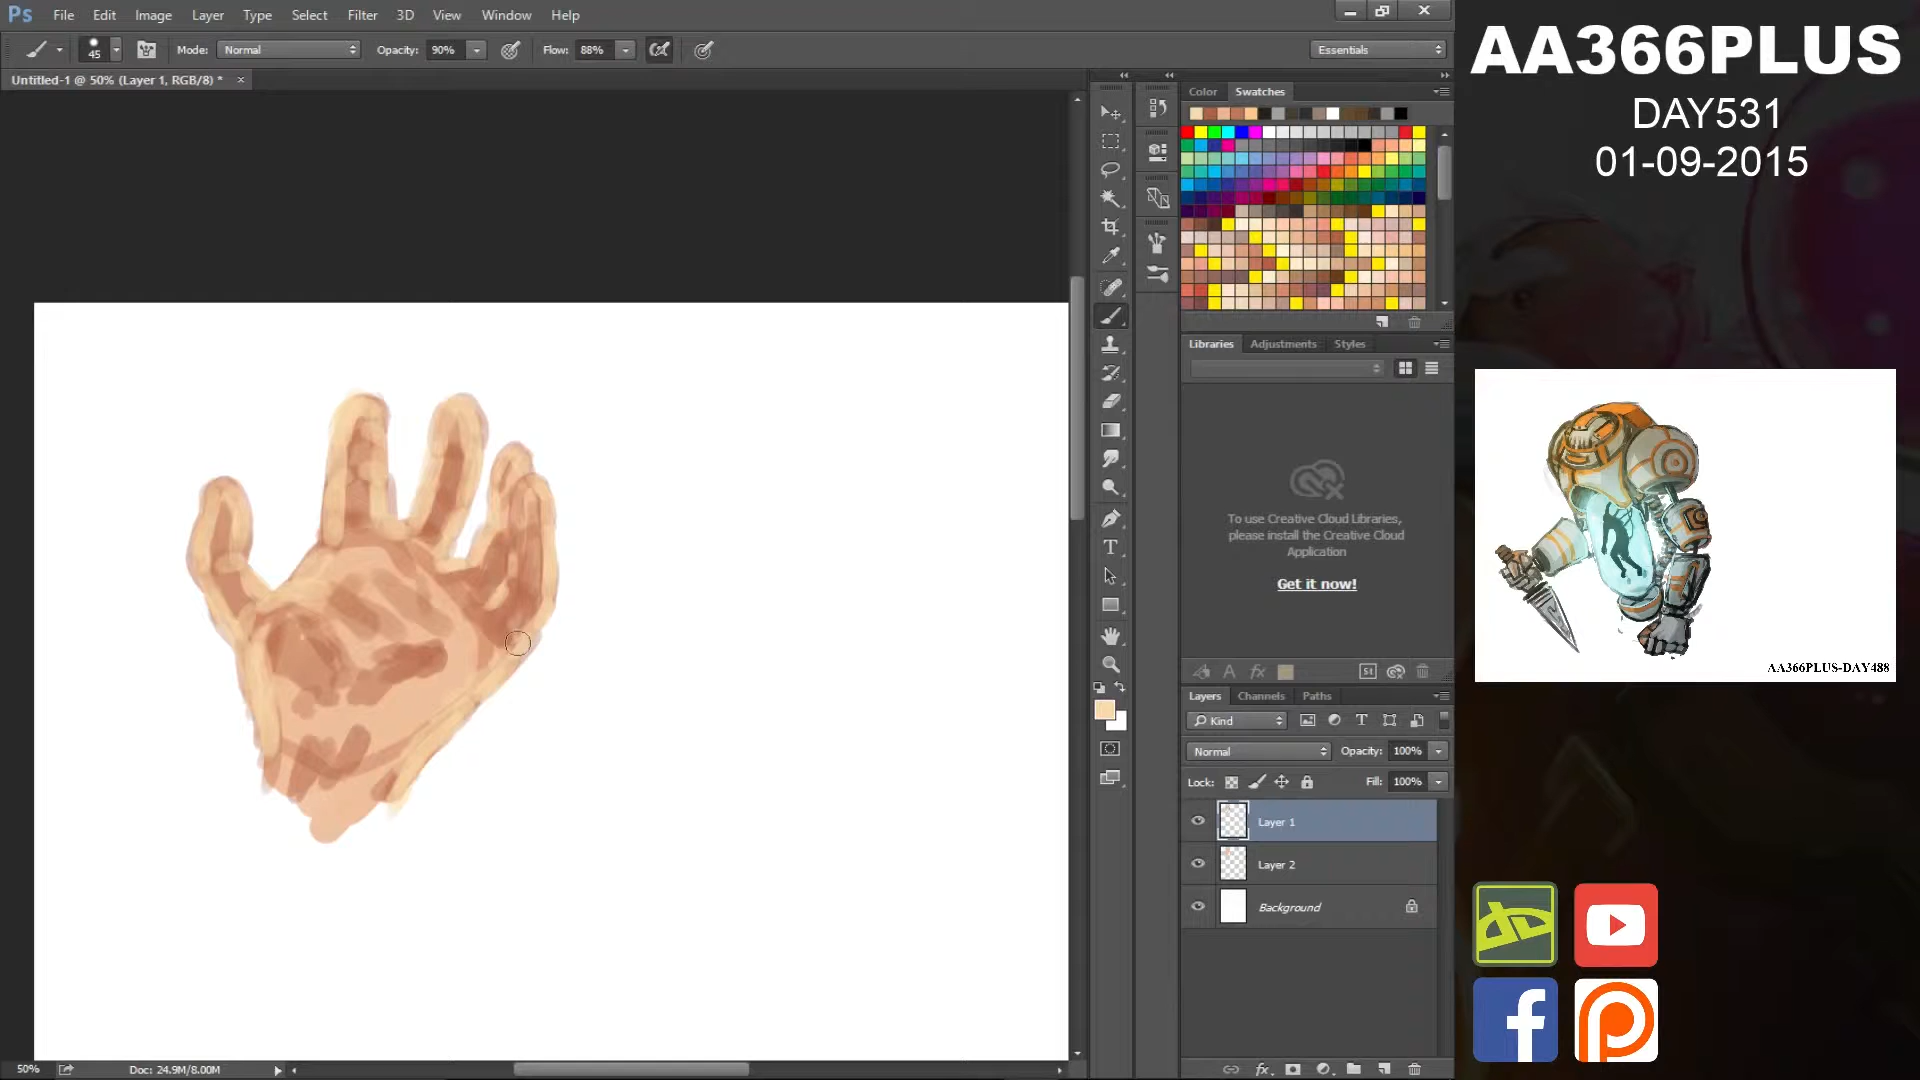 Ps File Edit Image Layer Type Select Filter 3D View Window Help
45 Mode: Normal Opacity: 90% Flow: 88% Essentials
Untitled-1 @ 50% (Layer 1, RGB/8) * ×
Color Swatches
Libraries Adjustments Styles
To use Creative Cloud Libraries,
please install the Creative Cloud
Application
Get it now!
Layers Channels Paths
Kind
Normal Opacity: 100%
Lock: Fill: 100%
Layer 1
Layer 2
Background
50% Doc: 24.9M/8.00M
AA366PLUS
DAY531
01-09-2015
AA366PLUS-DAY488